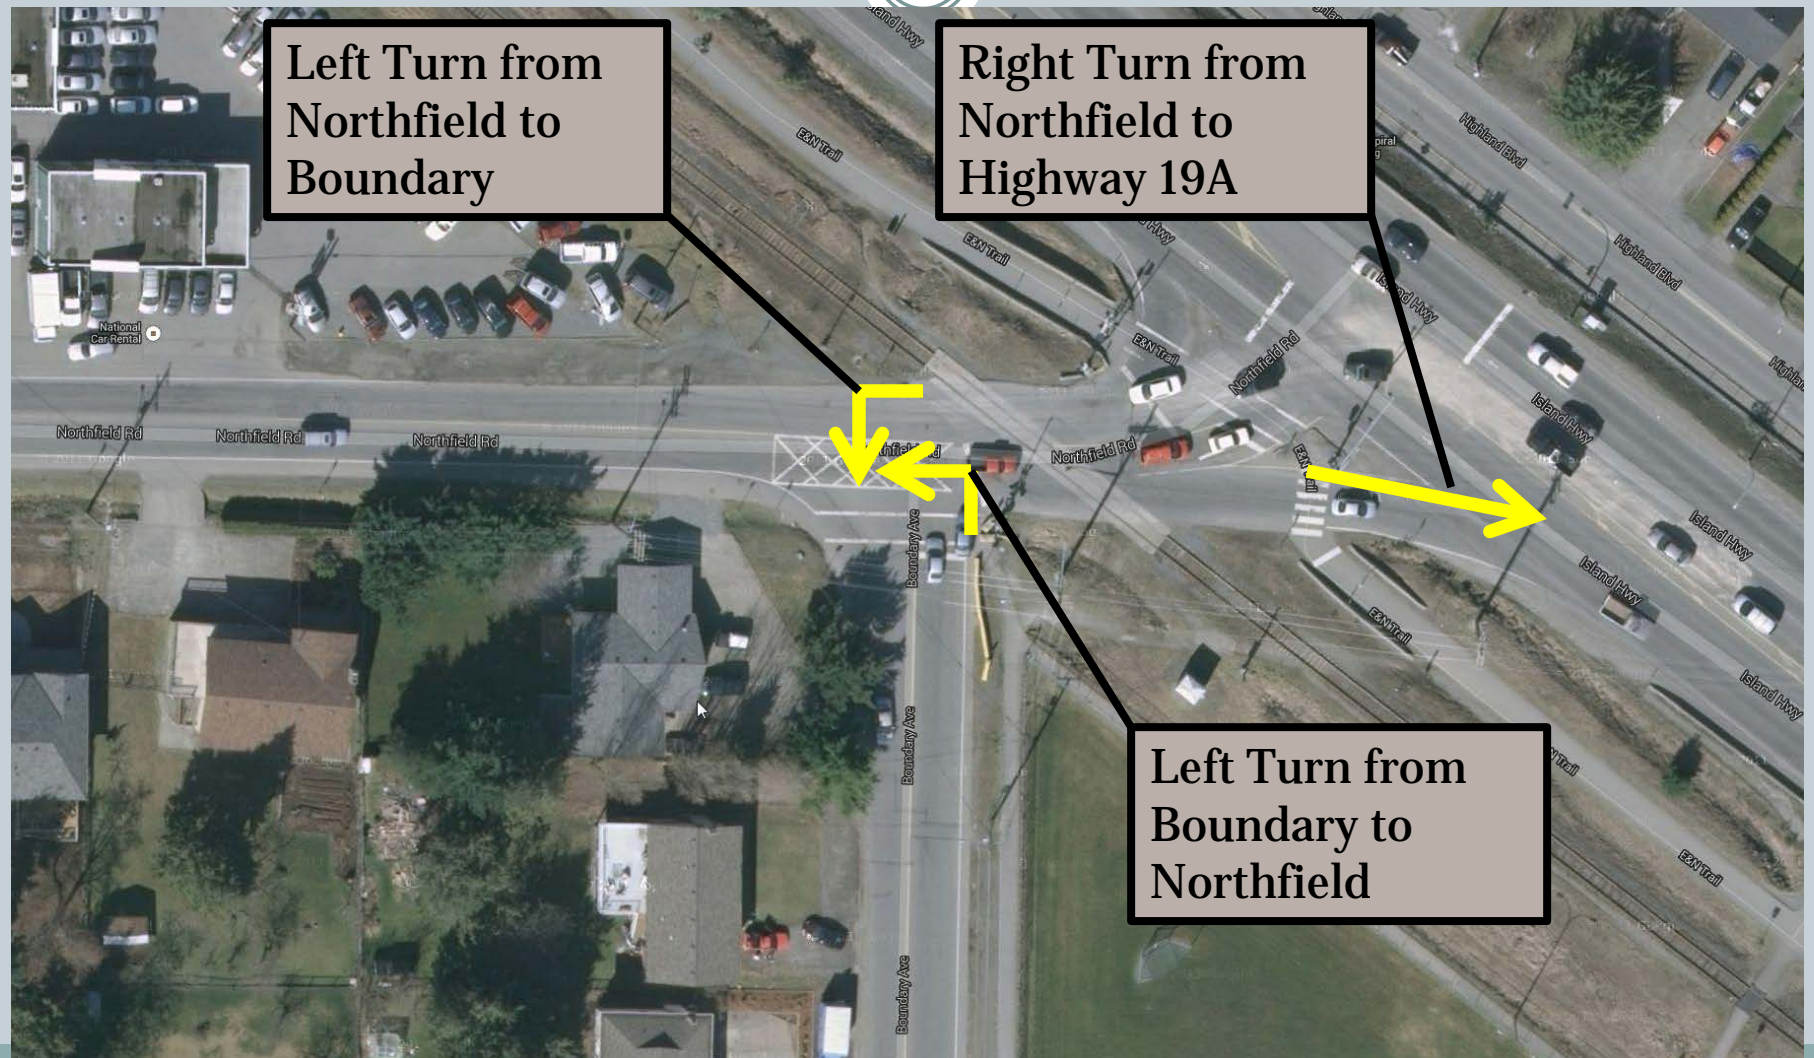 Left Turn from
Northfield to
Boundary
Right Turn from
Northfield to
Highway 19A
Left Turn from
Boundary to
Northfield
E&N Trail
E&N Trail
E&N Trail
E&N Trail
E&N Trail
Highland Blvd
Highland Blvd
Island Hwy
Island Hwy
Island Hwy
Island Hwy
Island Hwy
National
Car Rental
Northfield Rd
Northfield Rd
Northfield Rd
Northfield Rd
Northfield Rd
Boundary Ave
Boundary Ave
Boundary Ave